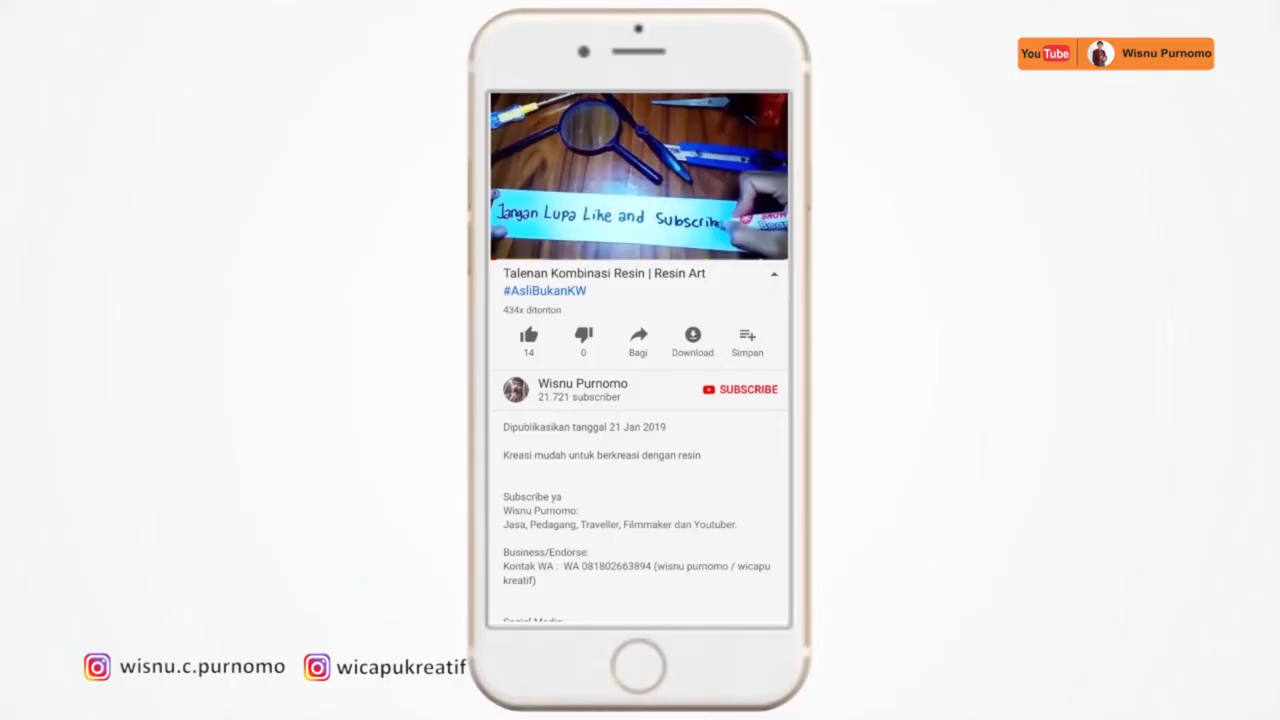 You Tube Wisnu Purnomo
Jangan Lupa Like and Subscribe
Talenan Kombinasi Resin | Resin Art
#AsliBukanKW
434x ditonton
14 0 Bagi Download Simpan
Wisnu Purnomo
21.721 subscriber
SUBSCRIBE
Dipublikasikan tanggal 21 Jan 2019
Kreasi mudah untuk berkreasi dengan resin
Subscribe ya
Wisnu Purnomo:
Jasa, Pedagang, Traveller, Filmmaker dan Youtuber.
Business/Endorse:
Kontak WA : WA 081802663894 (wisnu purnomo / wicapu
kreatif)
Social Media:
wisnu.c.purnomo wicapukreatif